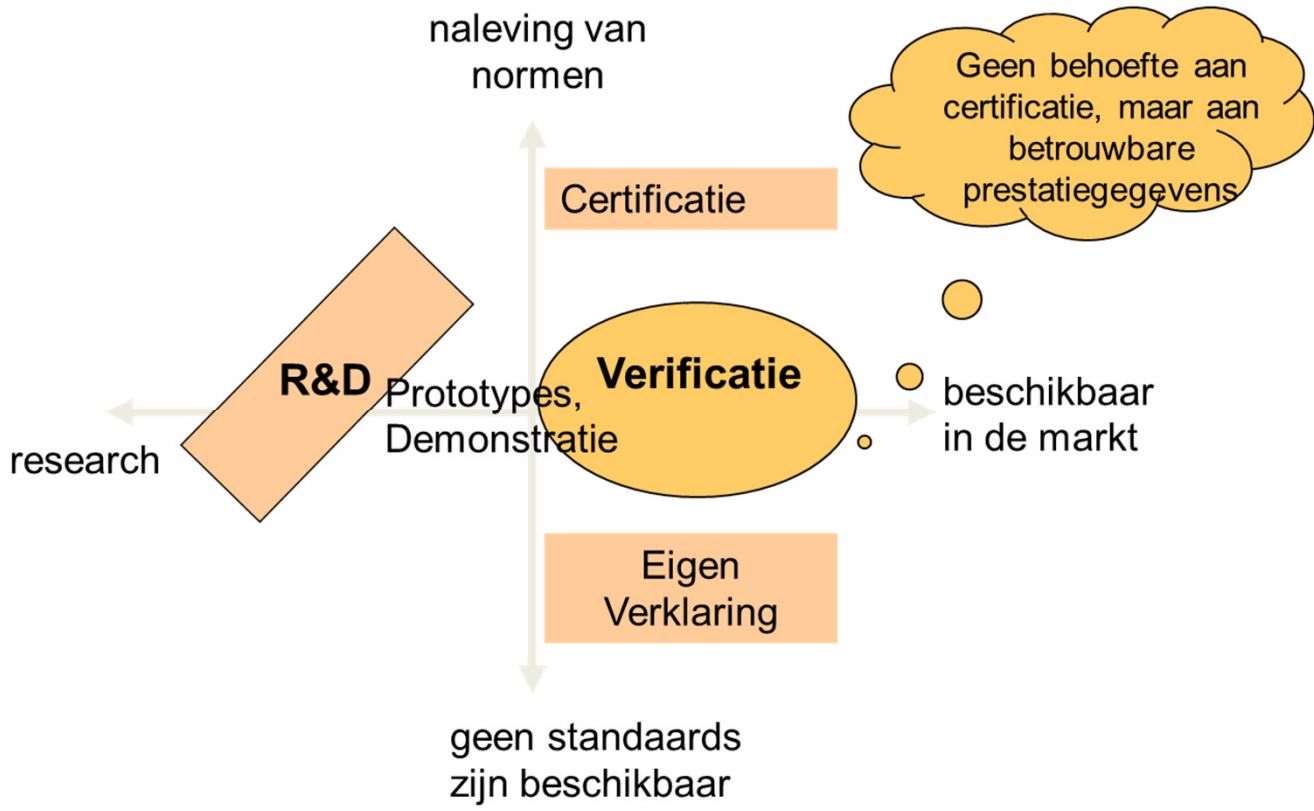 naleving van
normen
Geen behoefte aan
certificatie, maar aan
betrouwbare
prestatiegegevens
Certificatie
R&D
Prototypes,
Demonstratie
Verificatie
beschikbaar
in de markt
research
Eigen
Verklaring
geen standaards
zijn beschikbaar